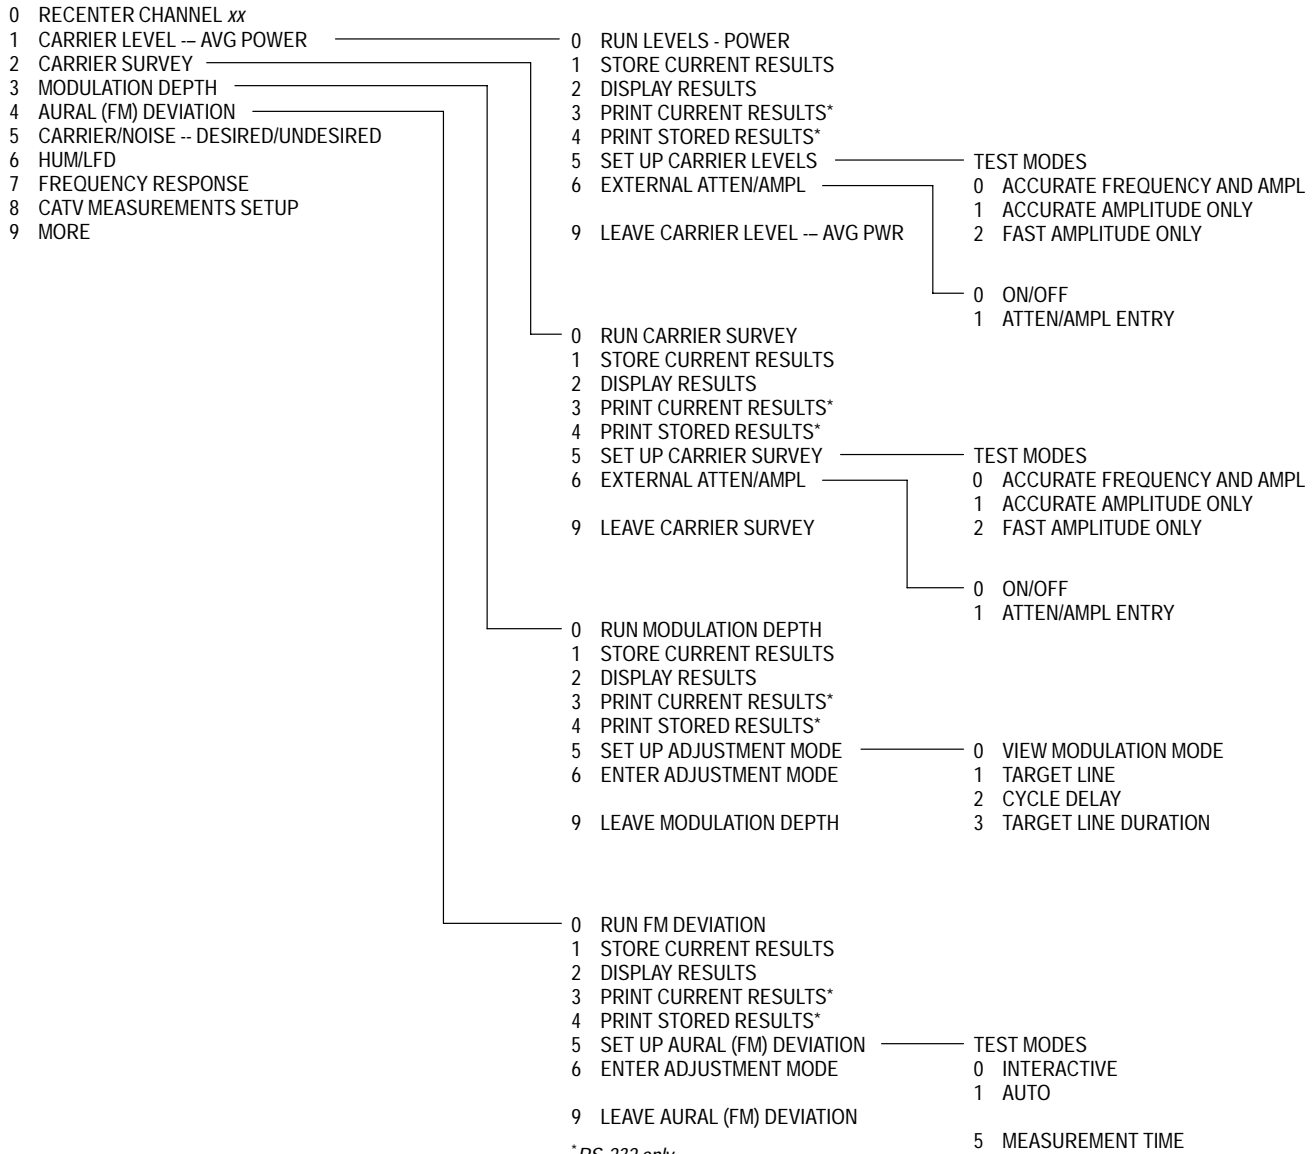 0 RECENTER CHANNEL xx
1 CARRIER LEVEL -– AVG POWER
2 CARRIER SURVEY
3 MODULATION DEPTH
4 AURAL (FM) DEVIATION
5 CARRIER/NOISE -- DESIRED/UNDESIRED
6 HUM/LFD
7 FREQUENCY RESPONSE
8 CATV MEASUREMENTS SETUP
9 MORE
0 RUN LEVELS - POWER
1 STORE CURRENT RESULTS
2 DISPLAY RESULTS
3 PRINT CURRENT RESULTS*
4 PRINT STORED RESULTS*
5 SET UP CARRIER LEVELS
6 EXTERNAL ATTEN/AMPL
9 LEAVE CARRIER LEVEL -– AVG PWR
TEST MODES
0 ACCURATE FREQUENCY AND AMPL
1 ACCURATE AMPLITUDE ONLY
2 FAST AMPLITUDE ONLY
0 ON/OFF
1 ATTEN/AMPL ENTRY
0 RUN CARRIER SURVEY
1 STORE CURRENT RESULTS
2 DISPLAY RESULTS
3 PRINT CURRENT RESULTS*
4 PRINT STORED RESULTS*
5 SET UP CARRIER SURVEY
6 EXTERNAL ATTEN/AMPL
9 LEAVE CARRIER SURVEY
TEST MODES
0 ACCURATE FREQUENCY AND AMPL
1 ACCURATE AMPLITUDE ONLY
2 FAST AMPLITUDE ONLY
0 ON/OFF
1 ATTEN/AMPL ENTRY
0 RUN MODULATION DEPTH
1 STORE CURRENT RESULTS
2 DISPLAY RESULTS
3 PRINT CURRENT RESULTS*
4 PRINT STORED RESULTS*
5 SET UP ADJUSTMENT MODE
6 ENTER ADJUSTMENT MODE
9 LEAVE MODULATION DEPTH
0 VIEW MODULATION MODE
1 TARGET LINE
2 CYCLE DELAY
3 TARGET LINE DURATION
0 RUN FM DEVIATION
1 STORE CURRENT RESULTS
2 DISPLAY RESULTS
3 PRINT CURRENT RESULTS*
4 PRINT STORED RESULTS*
5 SET UP AURAL (FM) DEVIATION
6 ENTER ADJUSTMENT MODE
9 LEAVE AURAL (FM) DEVIATION
TEST MODES
0 INTERACTIVE
1 AUTO
5 MEASUREMENT TIME
* RS-232 only